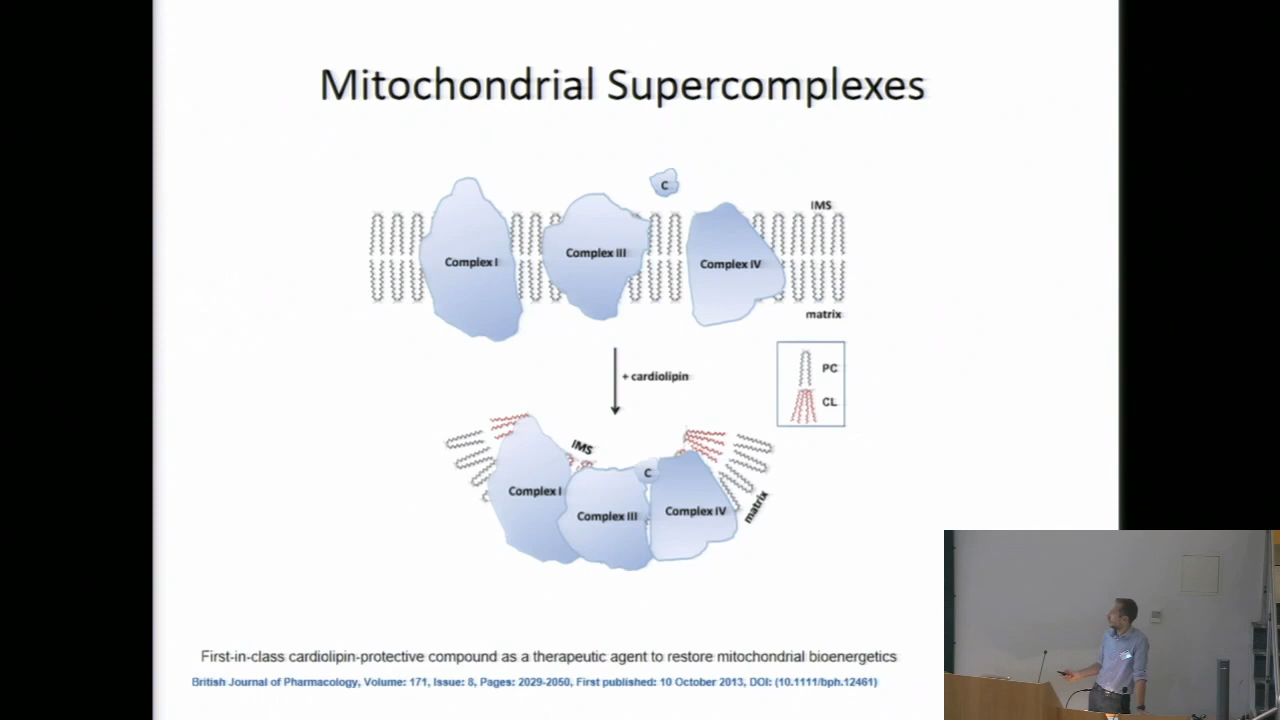 Mitochondrial Supercomplexes
C
IMS
Complex I
Complex III
Complex IV
matrix
+ cardiolipin
PC
CL
IMS
C
Complex I
Complex III
Complex IV
matrix
First-in-class cardiolipin-protective compound as a therapeutic agent to restore mitochondrial bioenergetics
British Journal of Pharmacology, Volume: 171, Issue: 8, Pages: 2029-2050, First published: 10 October 2013, DOI: (10.1111/bph.12461)